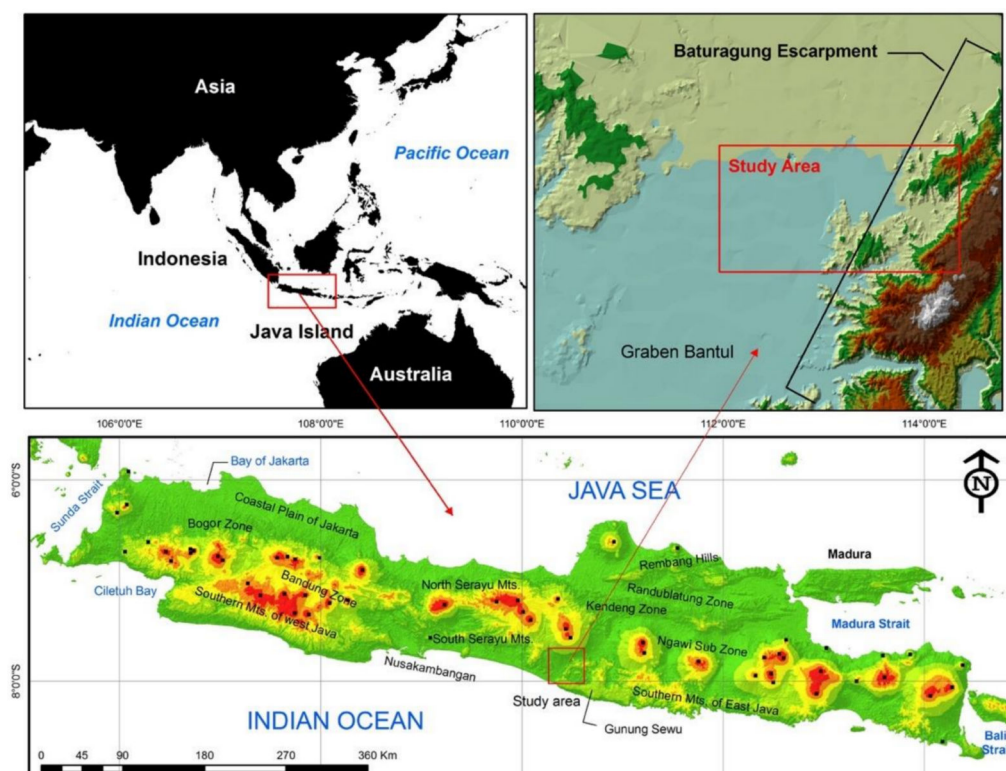 Asia
Pacific Ocean
Indonesia
Indian Ocean
Java Island
Australia
Baturagung Escarpment
Study Area
Graben Bantul
106°0'0"E
108°0'0"E
110°0'0"E
112°0'0"E
114°0'0"E
6°0'0"S
8°0'0"S
Bay of Jakarta
JAVA SEA
N
Sunda Strait
Coastal Plain of Jakarta
Bogor Zone
Rembang Hills
Madura
Bandung Zone
North Serayu Mts.
Randublatung Zone
Ciletuh Bay
Southern Mts. of west Java
Kendeng Zone
Madura Strait
South Serayu Mts.
Ngawi Sub Zone
Nusakambangan
Study area
Southern Mts. of East Java
Gunung Sewu
INDIAN OCEAN
Bali
Strait
0 45 90 180 270 360 Km